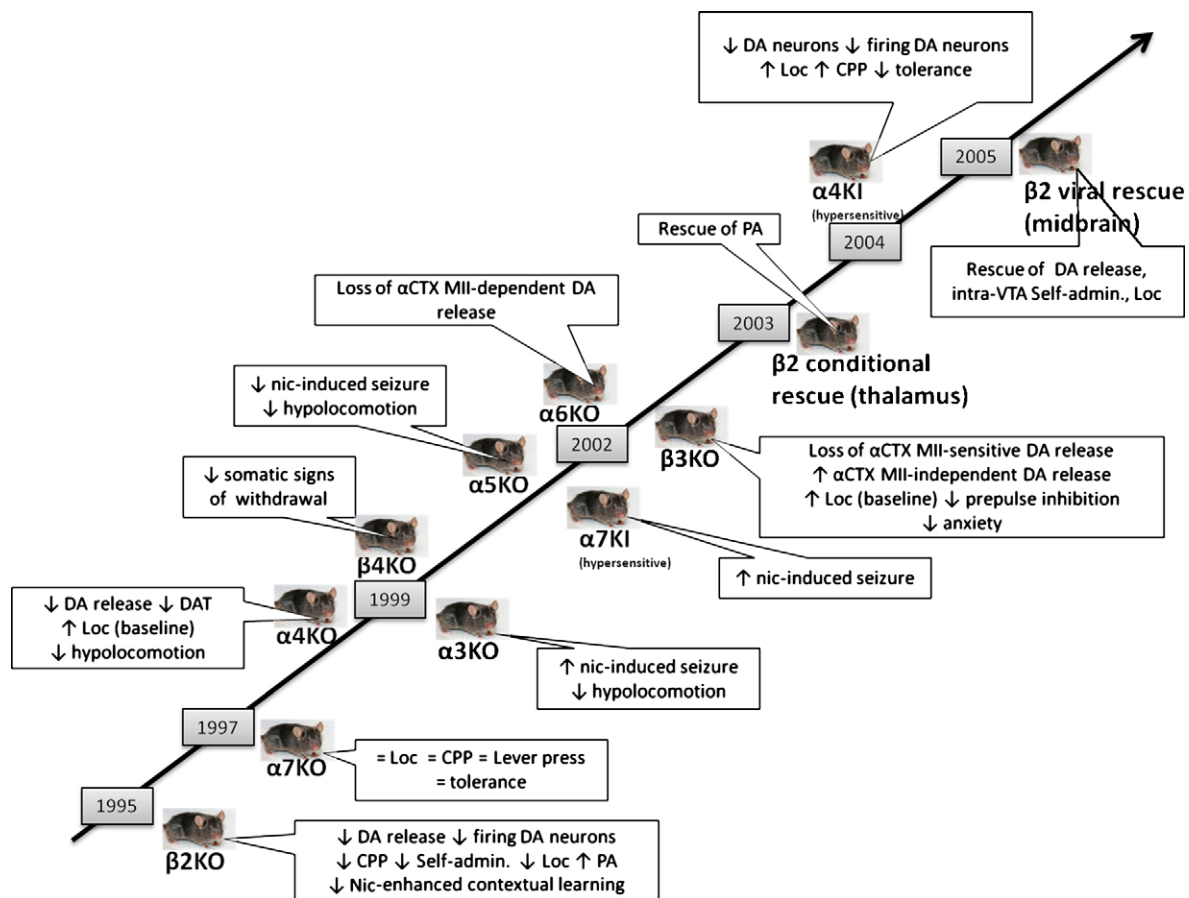 ↓ DA neurons ↓ firing DA neurons
↑ Loc ↑ CPP ↓ tolerance
2005
α4KI
(hypersensitive)
β2 viral rescue
(midbrain)
2004
Rescue of PA
Rescue of DA release,
intra-VTA Self-admin., Loc
Loss of αCTX MII-dependent DA
release
2003
β2 conditional
rescue (thalamus)
↓ nic-induced seizure
↓ hypolocomotion
α6KO
2002
β3KO
Loss of αCTX MII-sensitive DA release
↑ αCTX MII-independent DA release
↑ Loc (baseline) ↓ prepulse inhibition
↓ anxiety
α5KO
↓ somatic signs
of withdrawal
α7KI
(hypersensitive)
β4KO
↑ nic-induced seizure
↓ DA release ↓ DAT
↑ Loc (baseline)
↓ hypolocomotion
1999
α4KO
α3KO
↑ nic-induced seizure
↓ hypolocomotion
1997
α7KO
= Loc = CPP = Lever press
= tolerance
1995
β2KO
↓ DA release ↓ firing DA neurons
↓ CPP ↓ Self-admin. ↓ Loc ↑ PA
↓ Nic-enhanced contextual learning